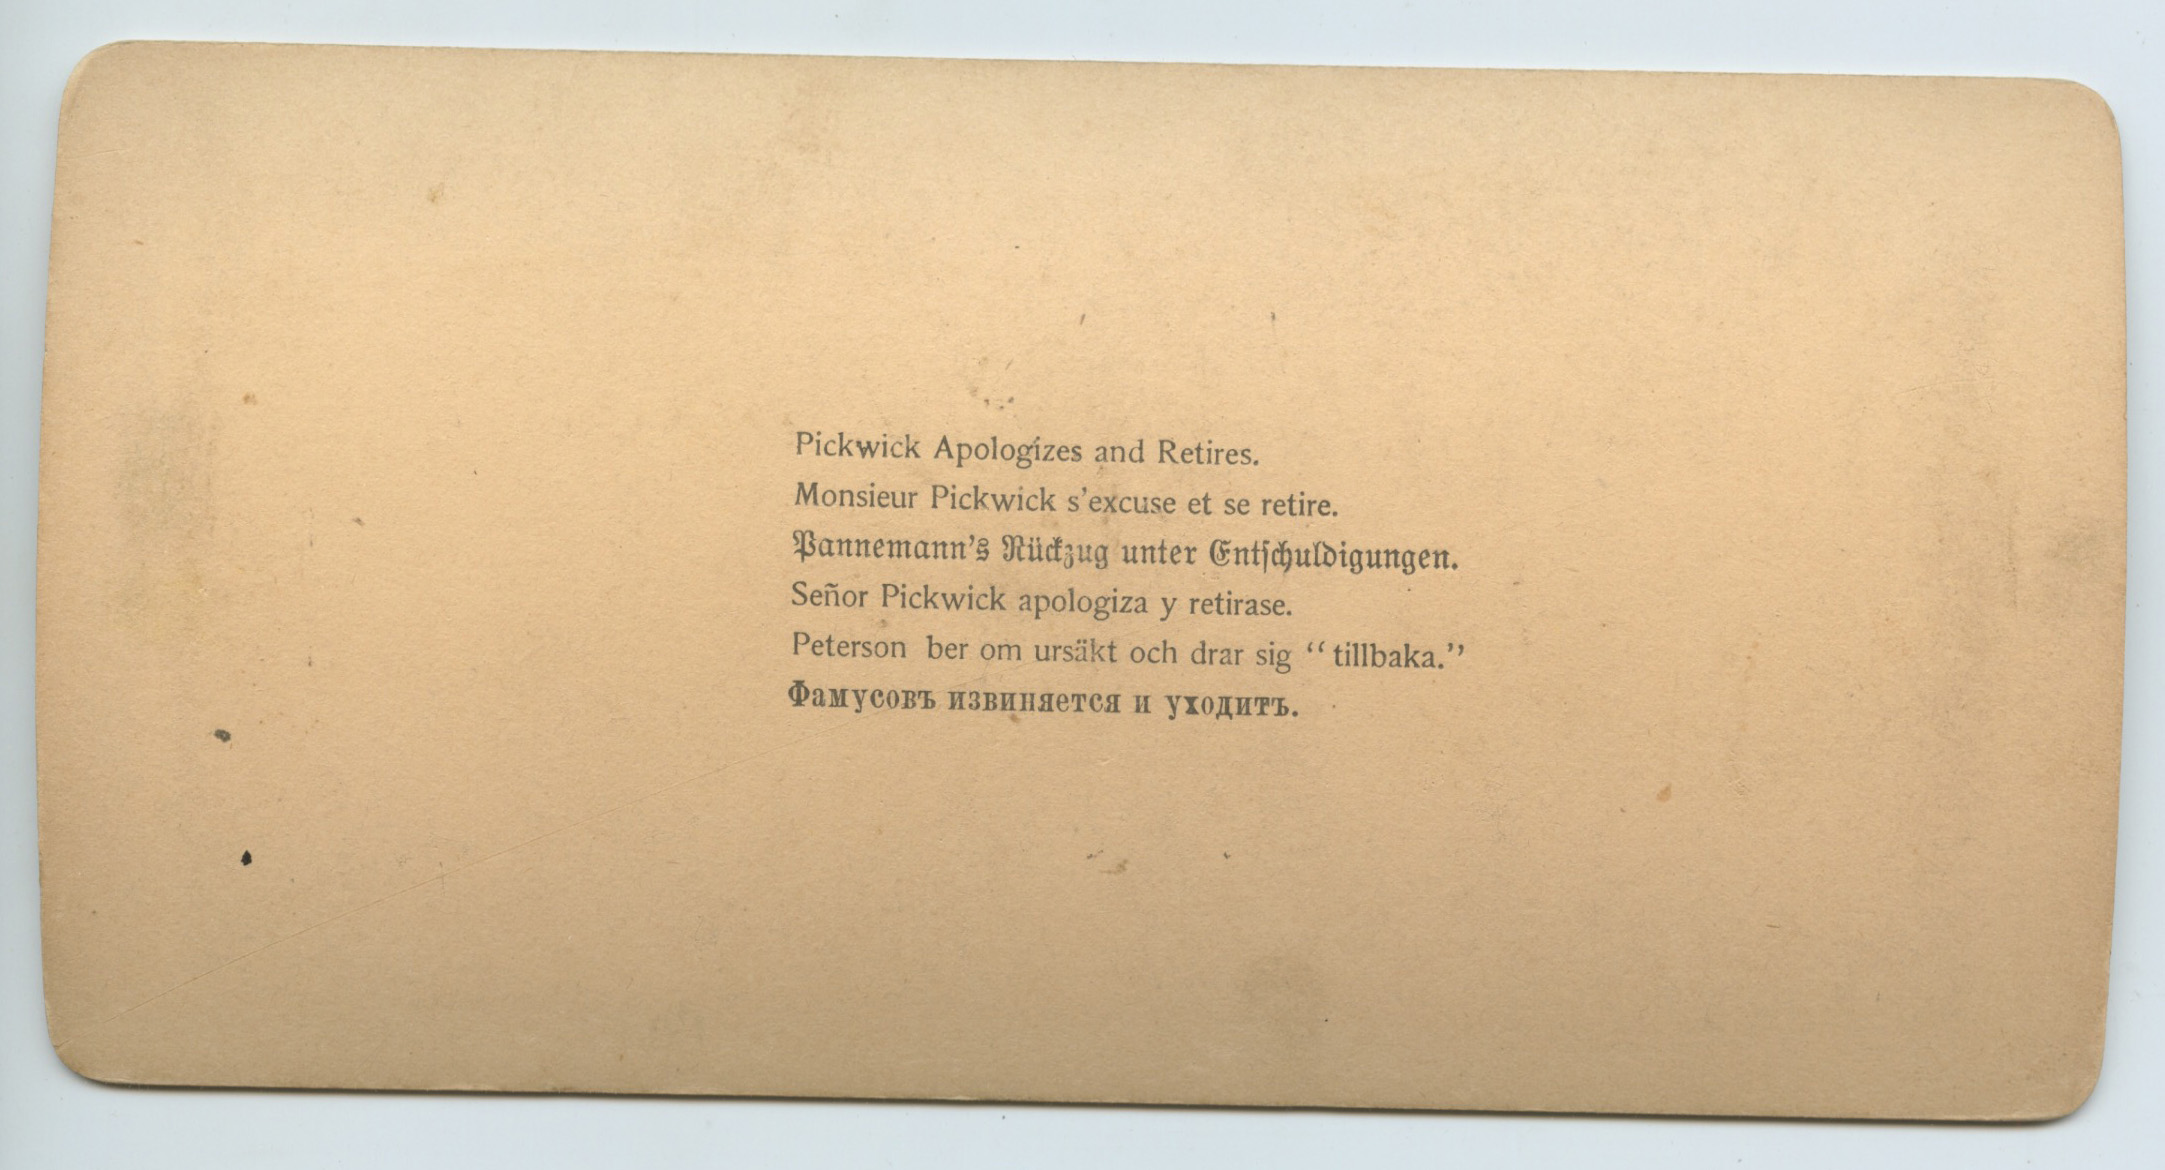 Pickwick Apologizes and Retires.
Monsieur Pickwick s'excuse et se retire.
Pannemann's Rückzug unter Entschuldigungen.
Señor Pickwick apologiza y retirase.
Peterson ber om ursäkt och drar sig “tillbaka.”
Фамусовъ извиняется и уходитъ.